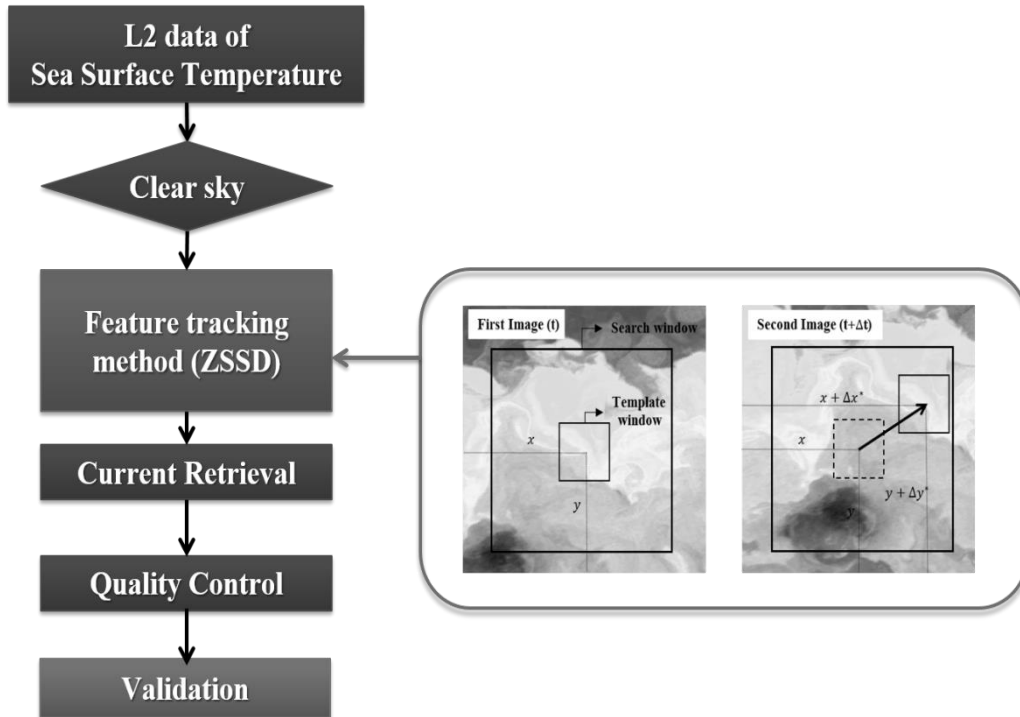 L2 data of
Sea Surface Temperature
Clear sky
Feature tracking
method (ZSSD)
Current Retrieval
Quality Control
Validation
First Image (t)
Search window
Template
window
x
y
Second Image (t+Δt)
x + Δx*
x
y + Δy*
y